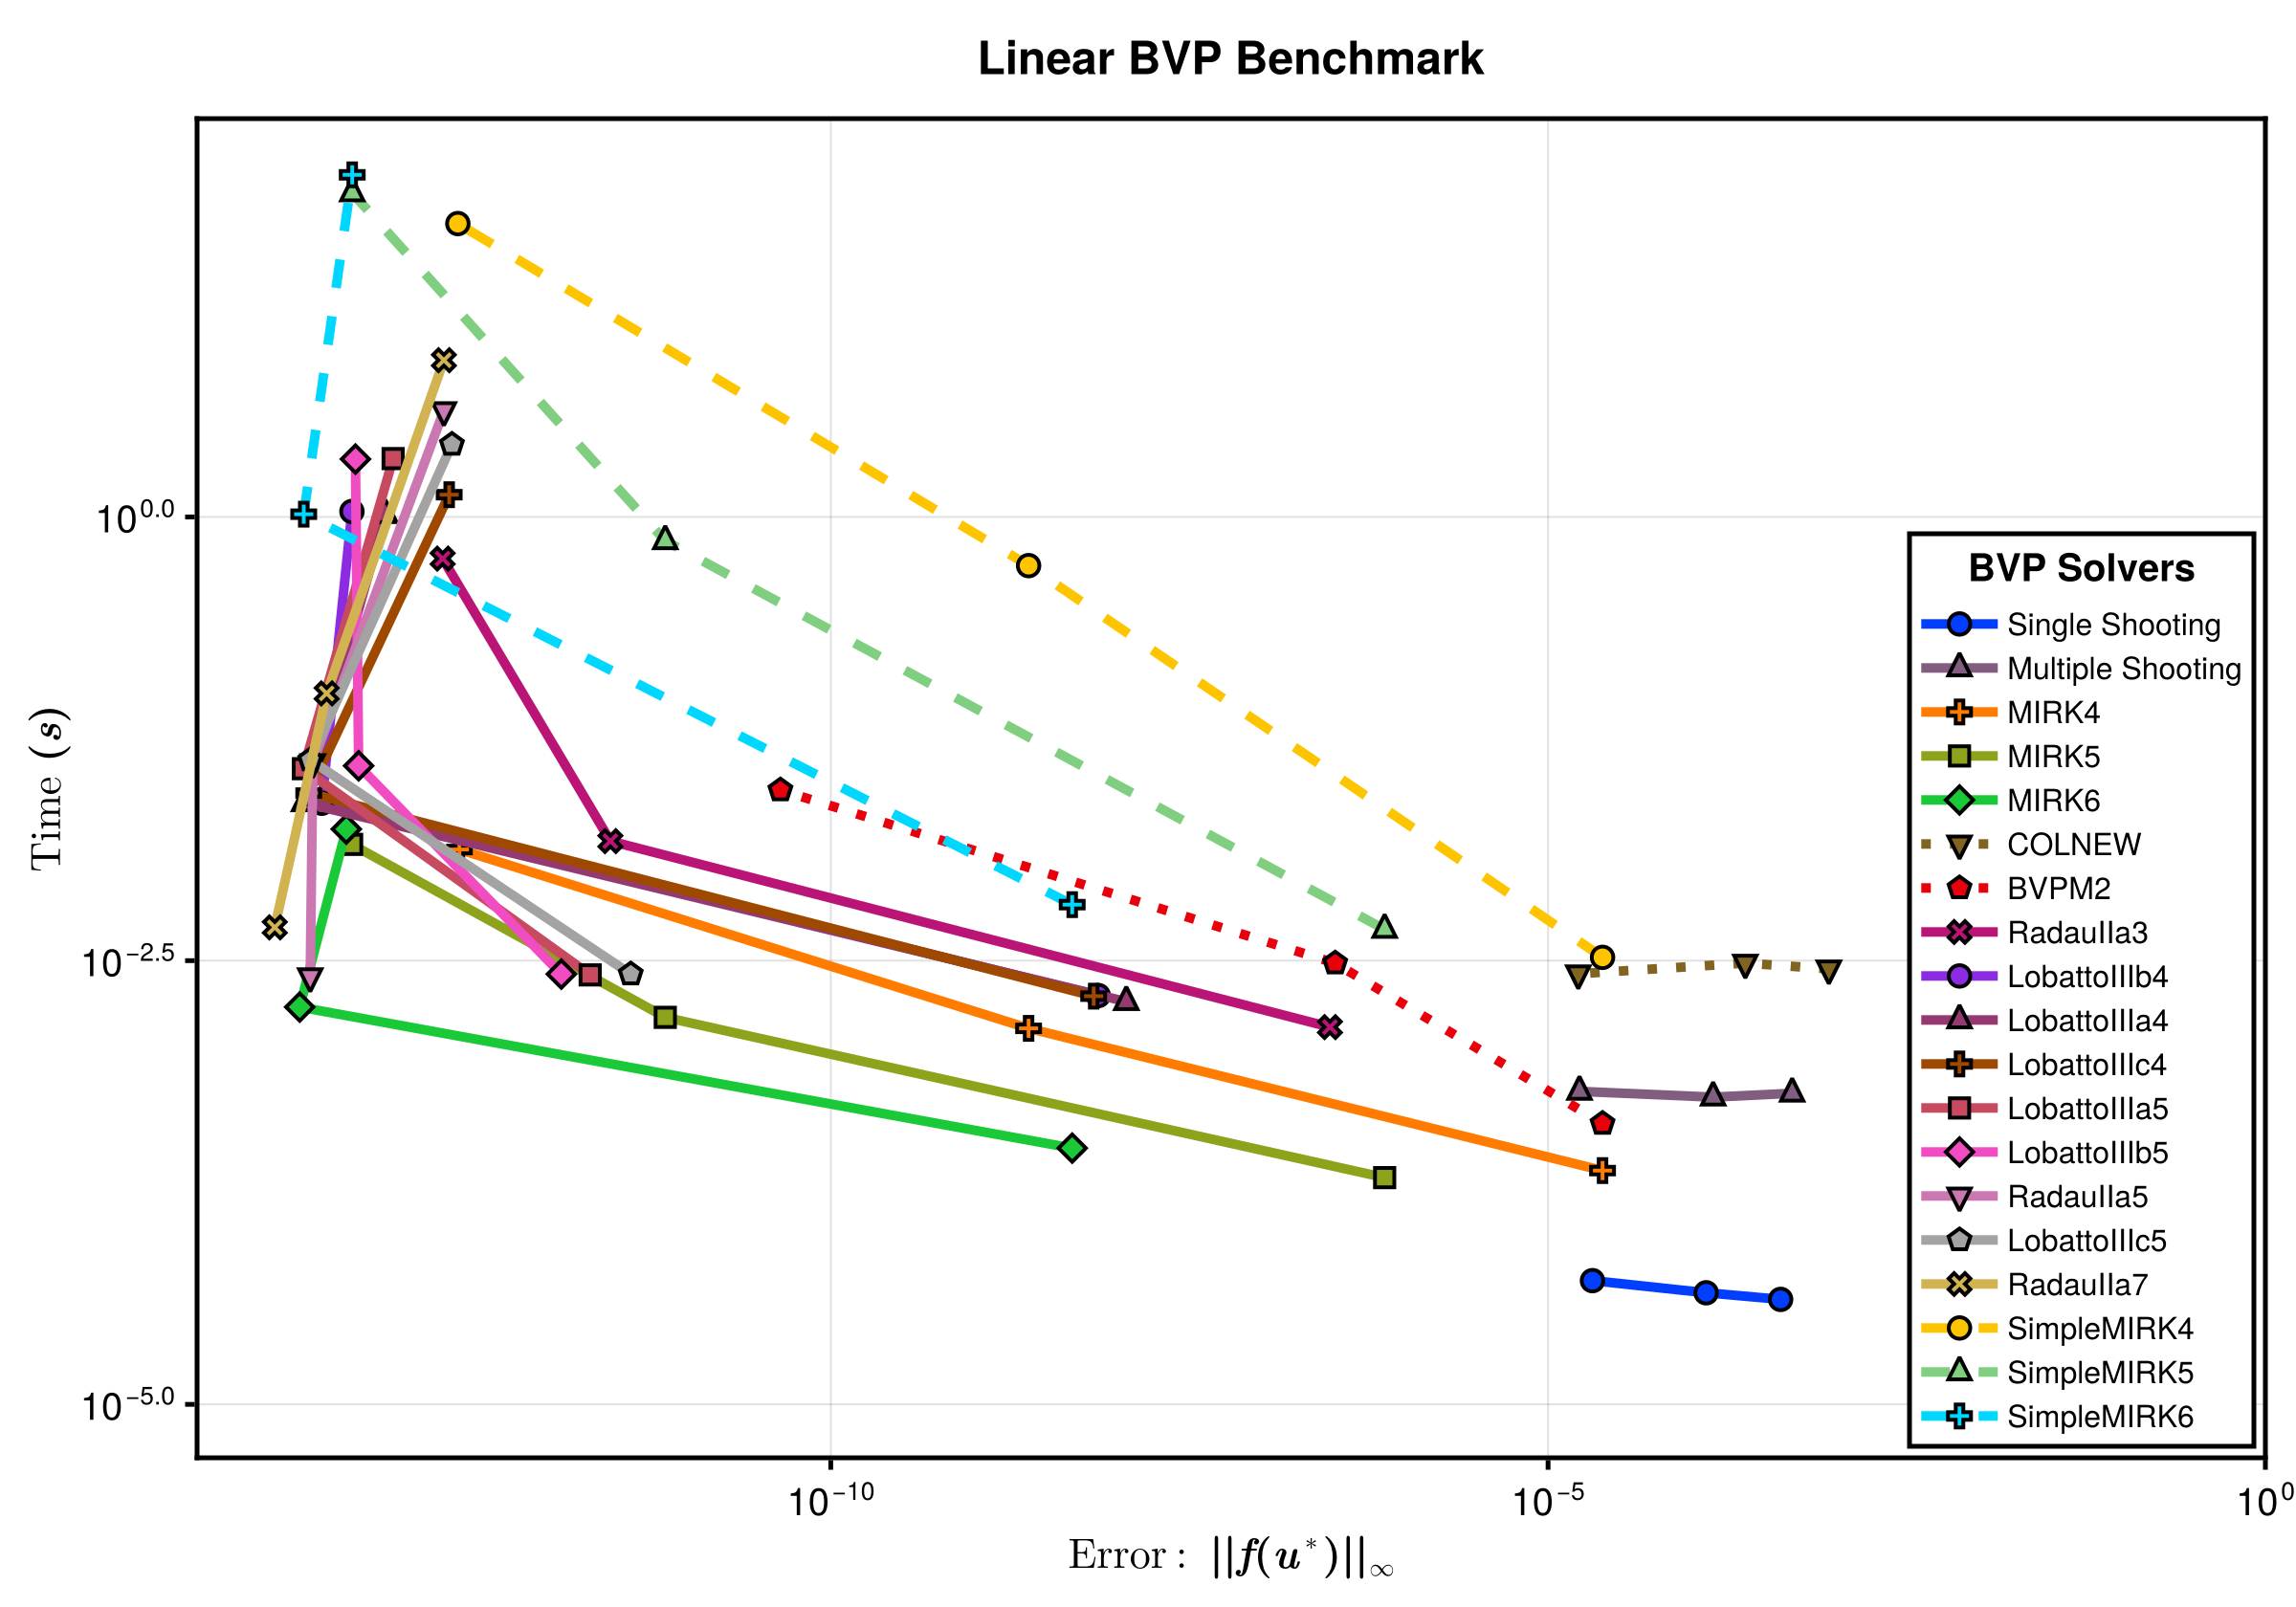 Linear BVP Benchmark
Time (s)
10^0.0
10^−2.5
10^−5.0
BVP Solvers
Single Shooting
Multiple Shooting
MIRK4
MIRK5
MIRK6
COLNEW
BVPM2
RadauIIa3
LobattoIIIb4
LobattoIIIa4
LobattoIIIc4
LobattoIIIa5
LobattoIIIb5
RadauIIa5
LobattoIIIc5
RadauIIa7
SimpleMIRK4
SimpleMIRK5
SimpleMIRK6
10^−10
10^−5
10^0
Error: ||f(u*)||∞